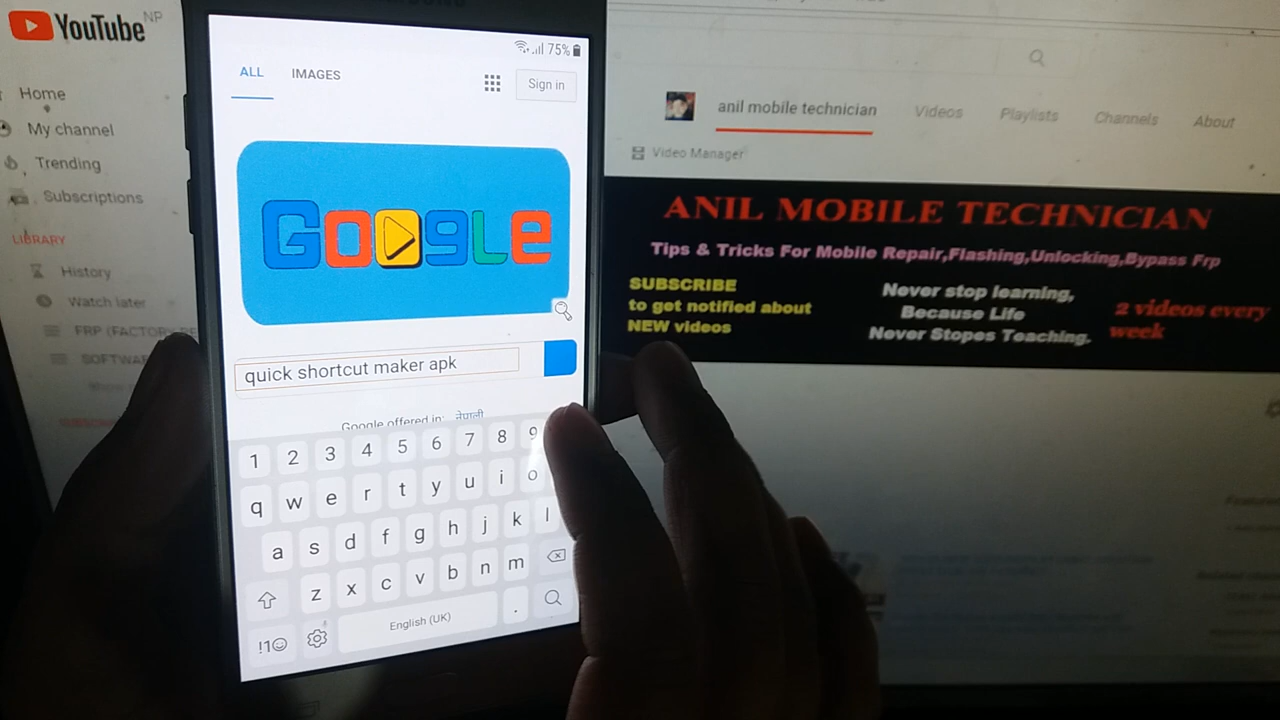 YouTube NP
Home
My channel
Trending
Subscriptions
LIBRARY
History
Watch later
FRP (FACTORY
75%
ALL IMAGES
Sign in
Google
quick shortcut maker apk
Google offered in: नेपाली
1 2 3 4 5 6 7 8 9
q w e r t y u i o
a s d f g h j k l
z x c v b n m
!1☺ English (UK) .
anil mobile technician Videos Playlists Channels About
Video Manager
ANIL MOBILE TECHNICIAN
Tips & Tricks For Mobile Repair,Flashing,Unlocking,Bypass Frp
SUBSCRIBE
to get notified about
NEW videos
Never stop learning,
Because Life
Never Stopes Teaching,
2 videos every
week